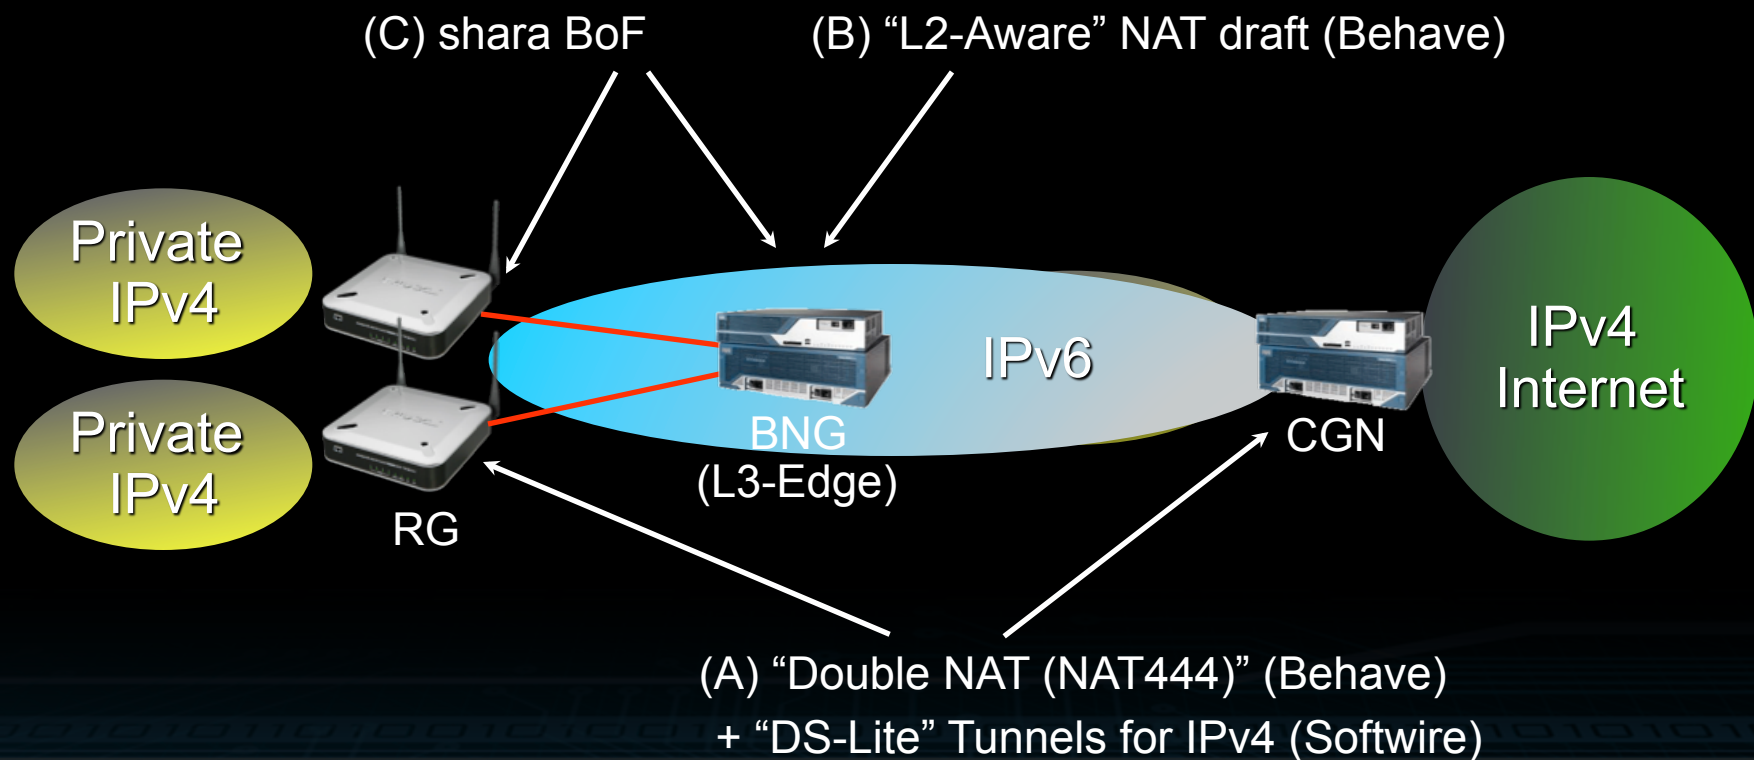 (C) shara BoF
(B) “L2-Aware” NAT draft (Behave)
Private
IPv4
Private
IPv4
RG
BNG
(L3-Edge)
IPv6
CGN
IPv4
Internet
(A) “Double NAT (NAT444)” (Behave)
+ “DS-Lite” Tunnels for IPv4 (Softwire)